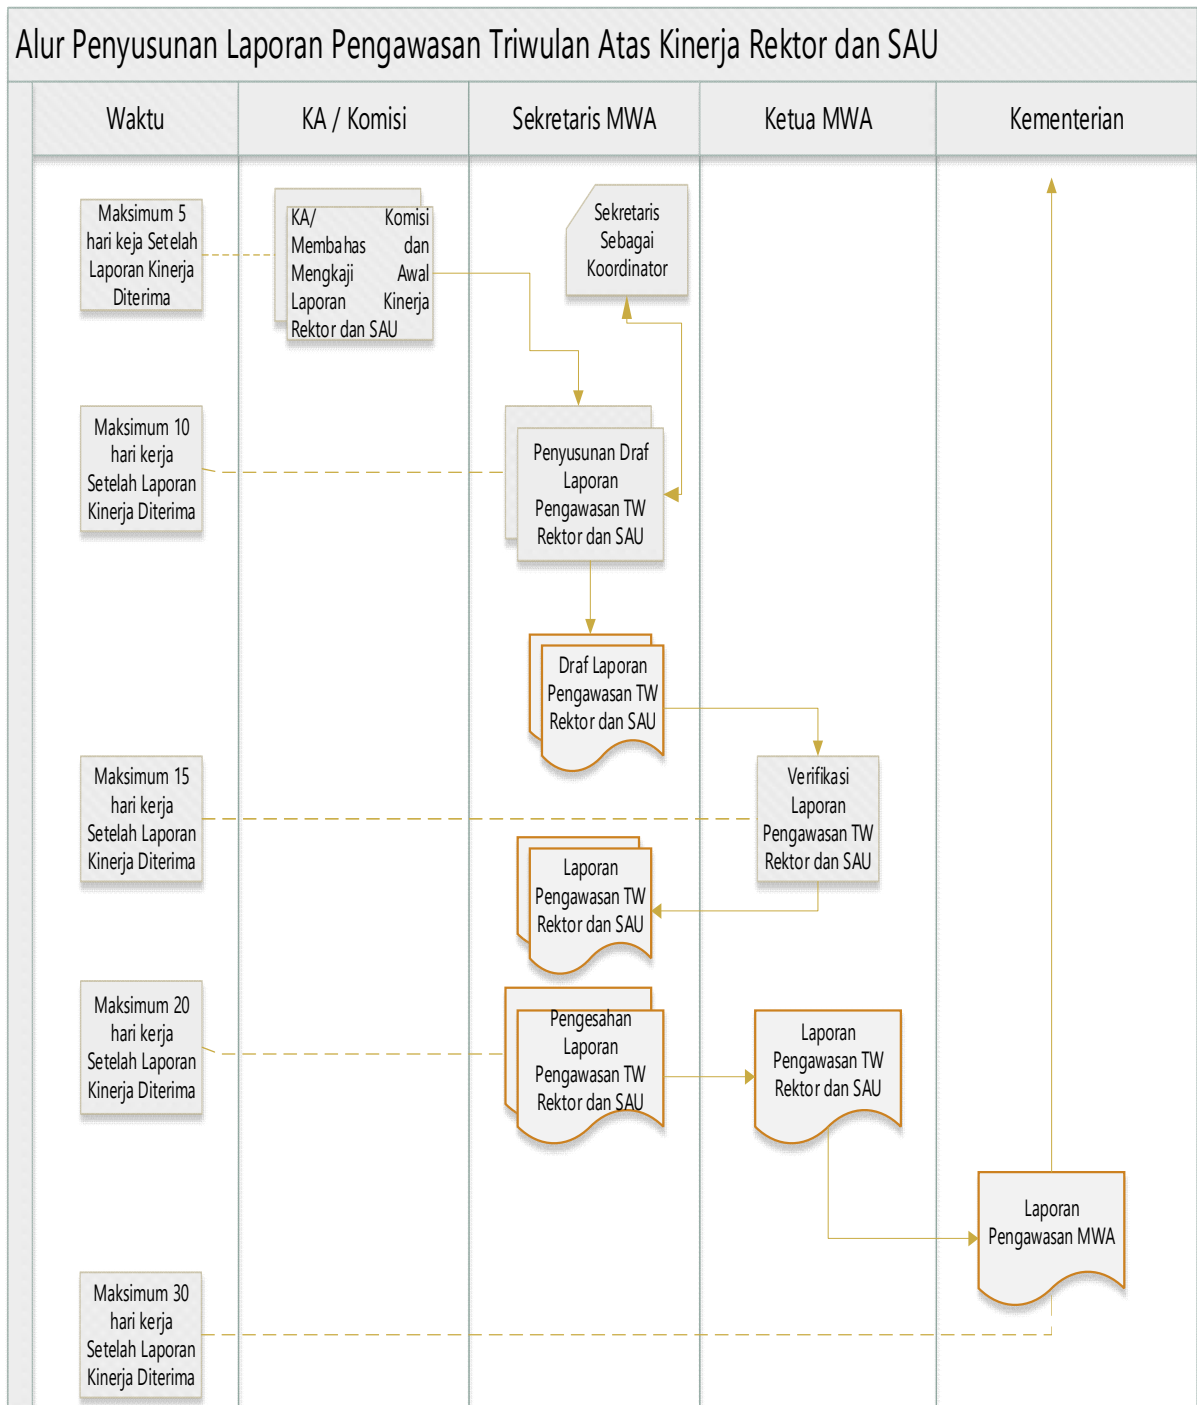 Alur Penyusunan Laporan Pengawasan Triwulan Atas Kinerja Rektor dan SAU
Waktu
KA / Komisi
Sekretaris MWA
Ketua MWA
Kementerian
Maksimum 5
hari keja Setelah
Laporan Kinerja
Diterima
KA/ Komisi
Membahas dan
Mengkaji Awal
Laporan Kinerja
Rektor dan SAU
Sekretaris
Sebagai
Koordinator
Maksimum 10
hari kerja
Setelah Laporan
Kinerja Diterima
Penyusunan Draf
Laporan
Pengawasan TW
Rektor dan SAU
Draf Laporan
Pengawasan TW
Rektor dan SAU
Maksimum 15
hari kerja
Setelah Laporan
Kinerja Diterima
Verifikasi
Laporan
Pengawasan TW
Rektor dan SAU
Laporan
Pengawasan TW
Rektor dan SAU
Maksimum 20
hari kerja
Setelah Laporan
Kinerja Diterima
Pengesahan
Laporan
Pengawasan TW
Rektor dan SAU
Laporan
Pengawasan TW
Rektor dan SAU
Laporan
Pengawasan MWA
Maksimum 30
hari kerja
Setelah Laporan
Kinerja Diterima